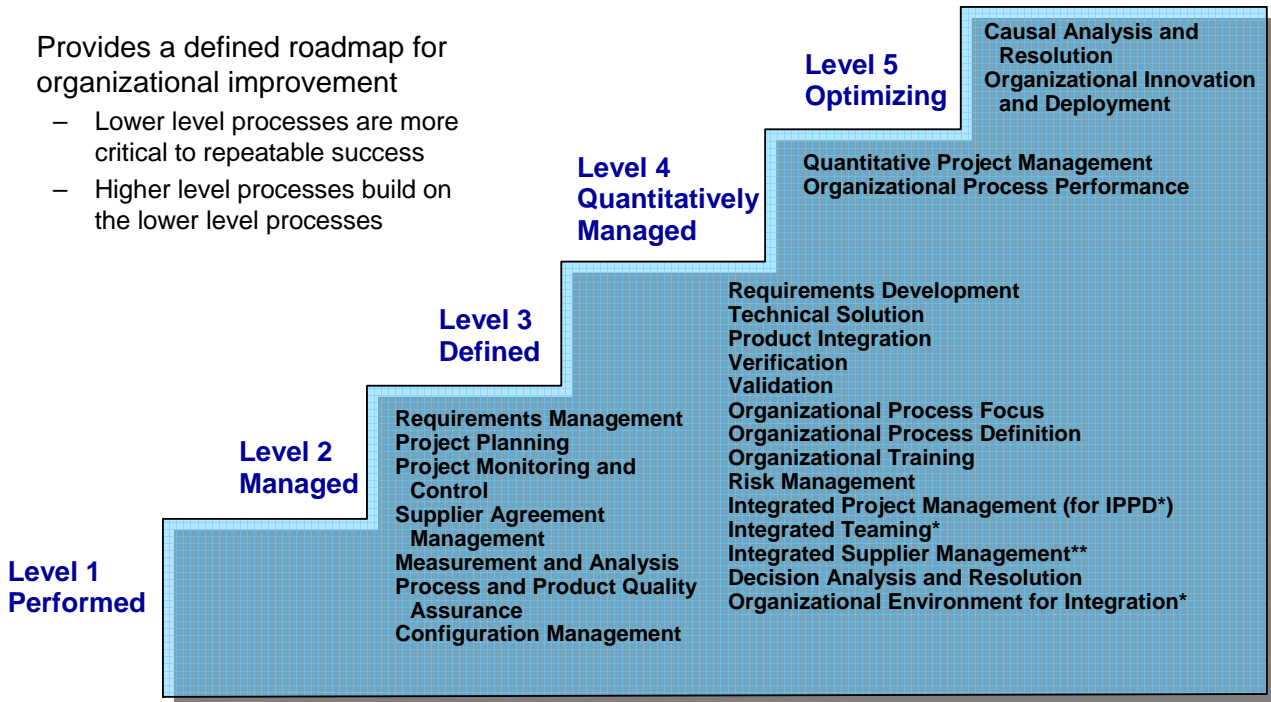 Provides a defined roadmap for
organizational improvement
– Lower level processes are more
critical to repeatable success
– Higher level processes build on
the lower level processes
Level 1
Performed
Level 2
Managed
Requirements Management
Project Planning
Project Monitoring and
Control
Supplier Agreement
Management
Measurement and Analysis
Process and Product Quality
Assurance
Configuration Management
Level 3
Defined
Requirements Development
Technical Solution
Product Integration
Verification
Validation
Organizational Process Focus
Organizational Process Definition
Organizational Training
Risk Management
Integrated Project Management (for IPPD*)
Integrated Teaming*
Integrated Supplier Management**
Decision Analysis and Resolution
Organizational Environment for Integration*
Level 4
Quantitatively
Managed
Quantitative Project Management
Organizational Process Performance
Level 5
Optimizing
Causal Analysis and
Resolution
Organizational Innovation
and Deployment